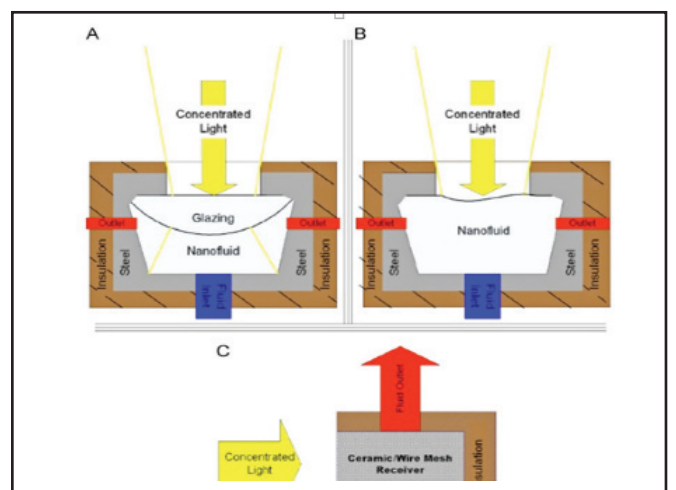 A
Concentrated
Light
Glazing
Nanofluid
Outlet
Outlet
Insulation
Steel
Steel
Insulation
Fluid
Inlet
B
Concentrated
Light
Nanofluid
Outlet
Outlet
Insulation
Steel
Steel
Insulation
Fluid
Inlet
C
Fluid Outlet
Concentrated
Light
Ceramic/Wire Mesh
Receiver
sulation